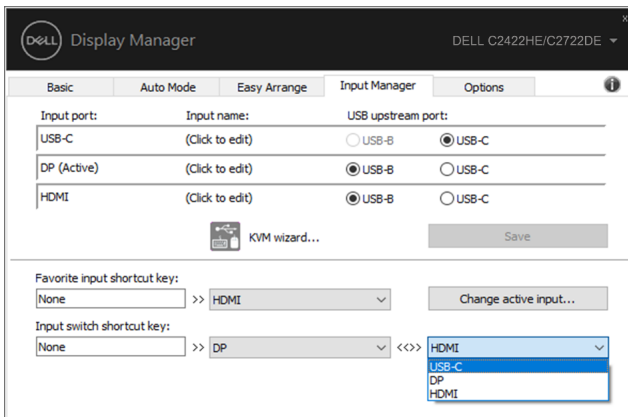 DELL Display Manager DELL C2422HE/C2722DE x
Basic Auto Mode Easy Arrange Input Manager Options i
Input port: Input name: USB upstream port:
USB-C (Click to edit) USB-B USB-C
DP (Active) (Click to edit) USB-B USB-C
HDMI (Click to edit) USB-B USB-C
KVM wizard... Save
Favorite input shortcut key:
None >> HDMI Change active input...
Input switch shortcut key:
None >> DP <<>> HDMI
USB-C
DP
HDMI